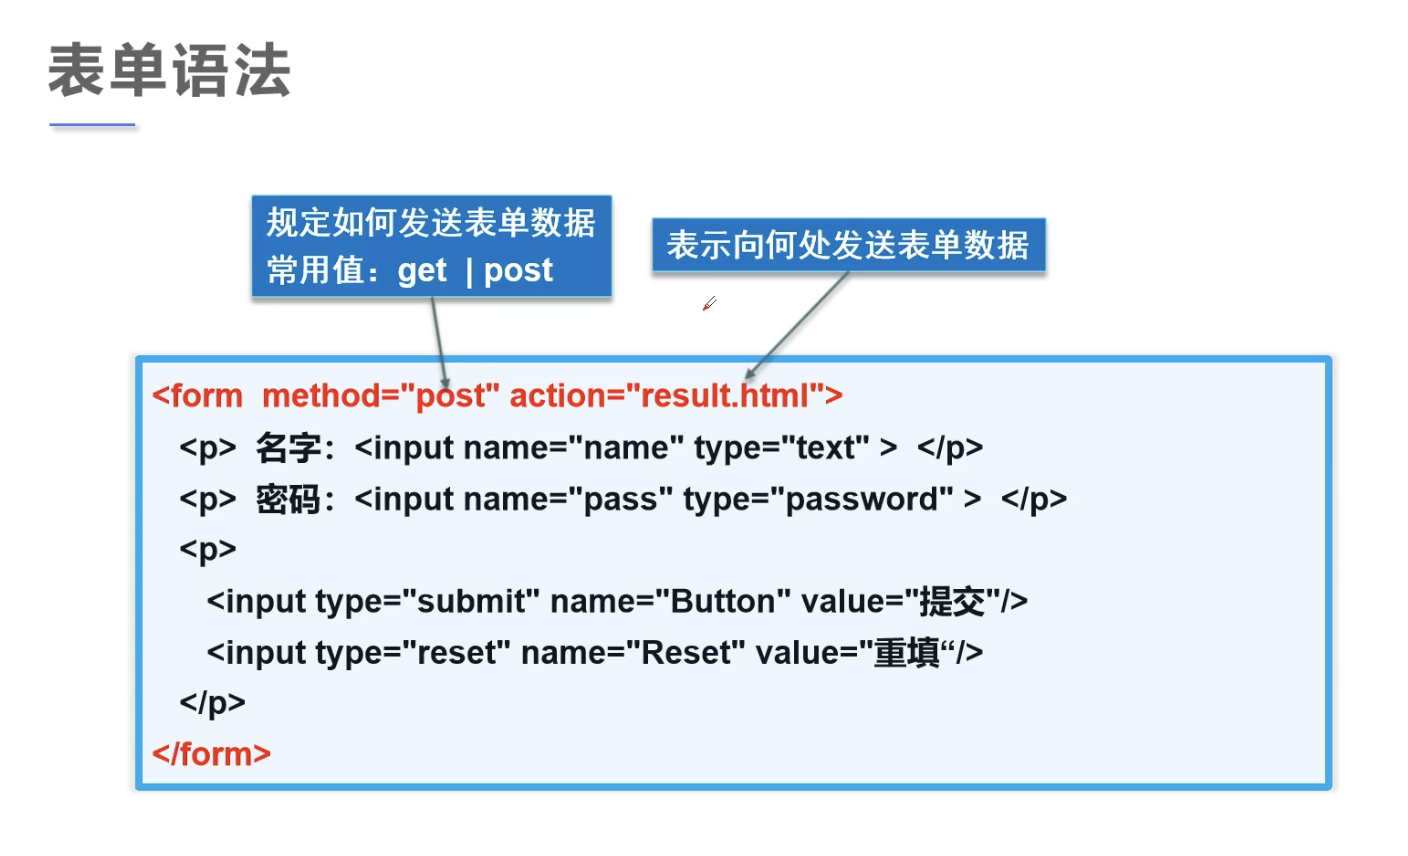 表单语法
规定如何发送表单数据
常用值：get | post
表示向何处发送表单数据
<form  method="post" action="result.html">
<p>  名字：<input name="name" type="text" >  </p>
<p>  密码：<input name="pass" type="password" >  </p>
<p>
<input type="submit" name="Button" value="提交"/>
<input type="reset" name="Reset" value="重填“/>
</p>
</form>